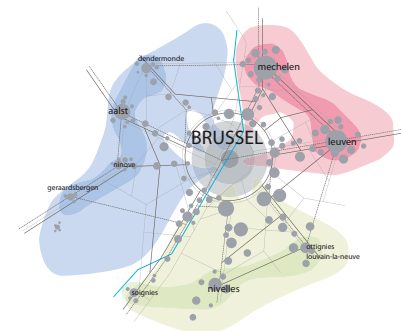 dendermonde
mechelen
aalst
BRUSSEL
leuven
ninove
geraardsbergen
ottignies
louvain-la-neuve
nivelles
soignies